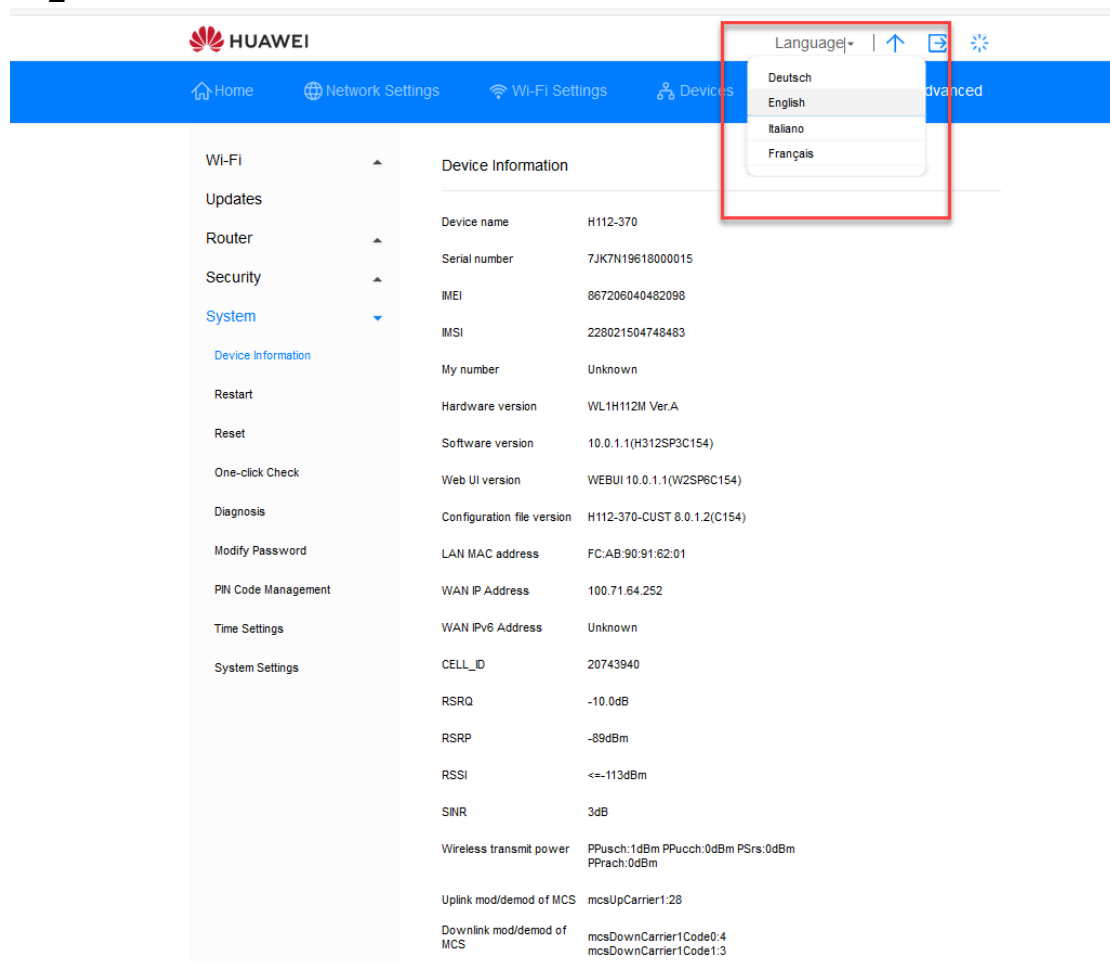 HUAWEI
Language
Deutsch
English
Italiano
Français
Home
Network Settings
Wi-Fi Settings
Devices
dvanced
Wi-Fi
Updates
Router
Security
System
Device Information
Restart
Reset
One-click Check
Diagnosis
Modify Password
PIN Code Management
Time Settings
System Settings
Device Information
Device name H112-370
Serial number 7JK7N19618000015
IMEI 867206040482098
IMSI 228021504748483
My number Unknown
Hardware version WL1H112M Ver.A
Software version 10.0.1.1(H312SP3C154)
Web UI version WEBUI 10.0.1.1(W2SP6C154)
Configuration file version H112-370-CUST 8.0.1.2(C154)
LAN MAC address FC:AB:90:91:62:01
WAN IP Address 100.71.64.252
WAN IPv6 Address Unknown
CELL_ID 20743940
RSRQ -10.0dB
RSRP -89dBm
RSSI <=-113dBm
SINR 3dB
Wireless transmit power PPusch:1dBm PPucch:0dBm PSrs:0dBm
PPrach:0dBm
Uplink mod/demod of MCS mcsUpCarrier1:28
Downlink mod/demod of
MCS
mcsDownCarrier1Code0:4
mcsDownCarrier1Code1:3